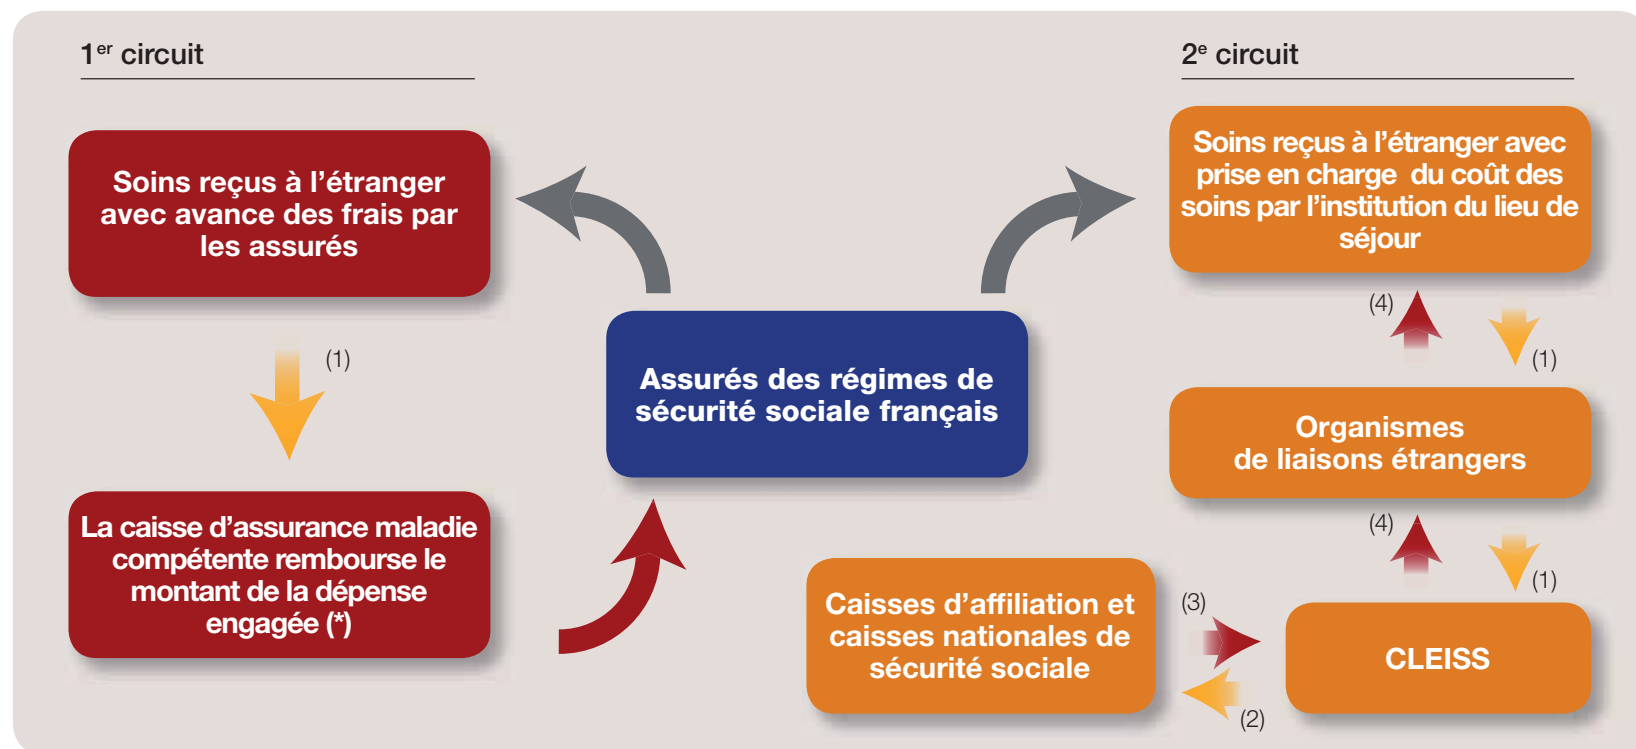 1er circuit
Soins reçus à l’étranger
avec avance des frais par
les assurés
(1)
La caisse d’assurance maladie
compétente rembourse le
montant de la dépense
engagée (*)
Assurés des régimes de
sécurité sociale français
2e circuit
Soins reçus à l’étranger avec
prise en charge du coût des
soins par l’institution du lieu de
séjour
(4)
(1)
Organismes
de liaisons étrangers
(4)
(1)
Caisses d’affiliation et
caisses nationales de
sécurité sociale
(3)
(2)
CLEISS